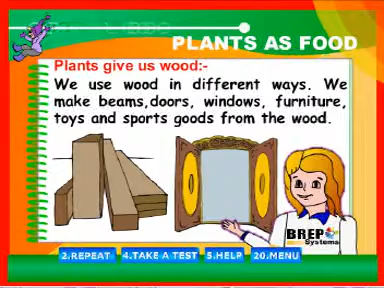 PLANTS AS FOOD
Plants give us wood:-
We use wood in different ways. We
make beams,doors, windows, furniture,
toys and sports goods from the wood.
BREP
Systems
2.REPEAT 4.TAKE A TEST 5.HELP 20.MENU